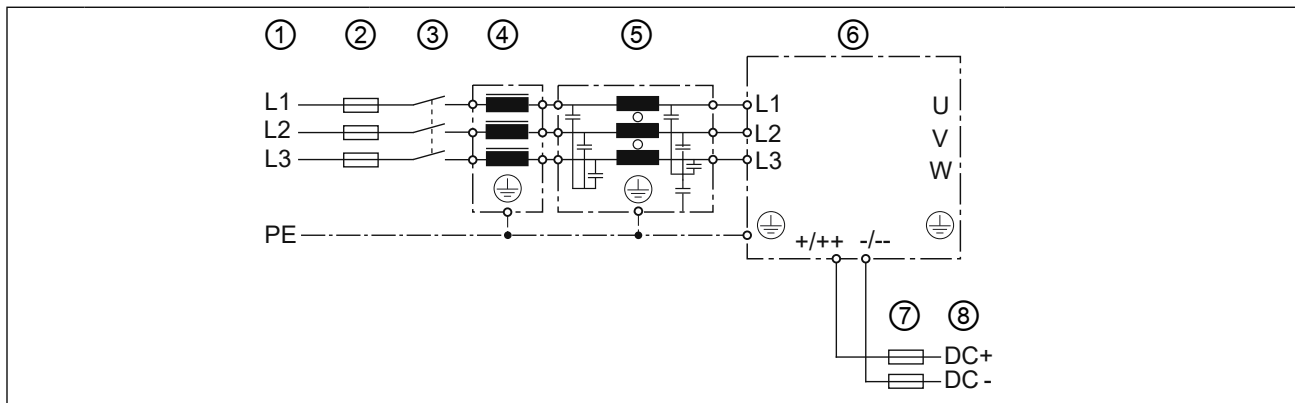 ① ② ③ ④ ⑤ ⑥
L1 L1 U
L2 L2 V
L3 L3 W
PE
+/++ -/--
⑦ ⑧
DC+
DC -